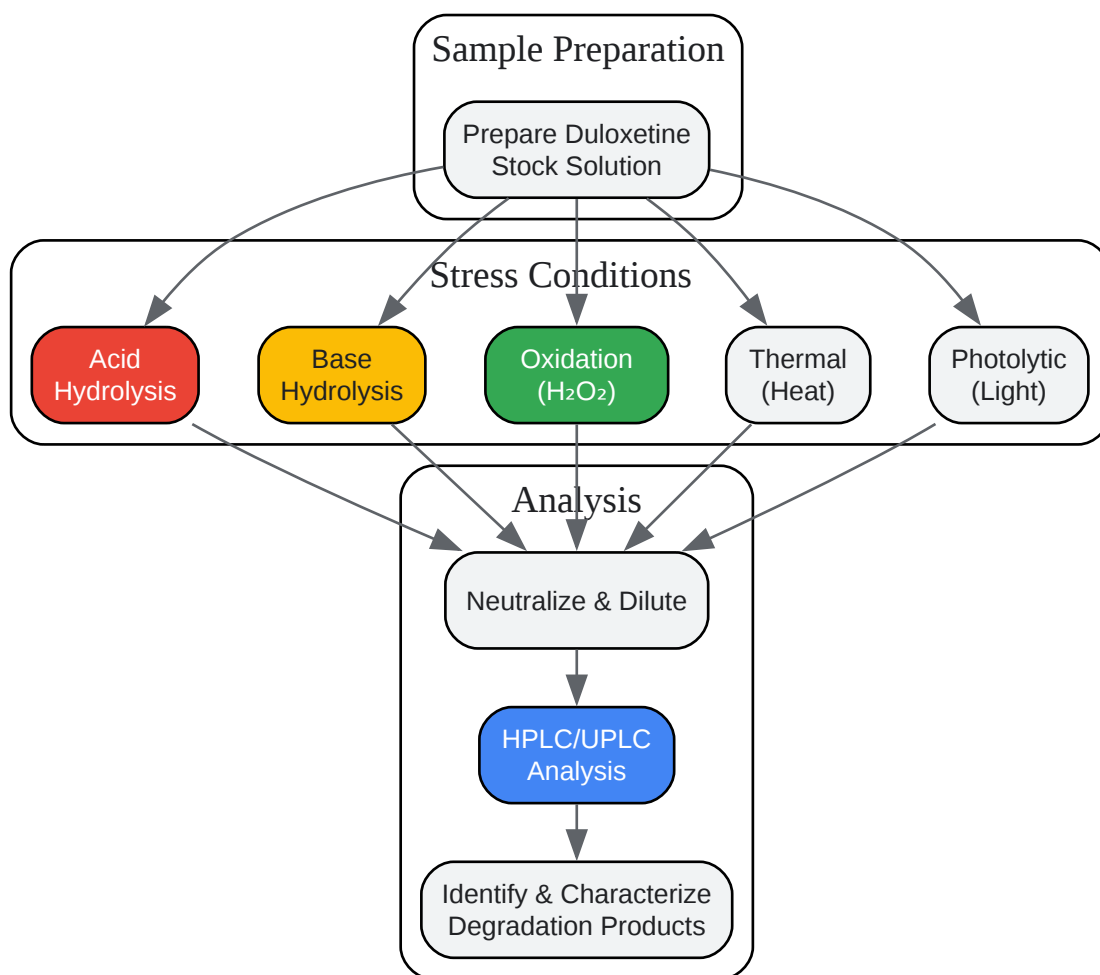 Sample Preparation
Prepare Duloxetine
Stock Solution
Stress Conditions
Acid
Hydrolysis
Base
Hydrolysis
Oxidation
(H₂O₂)
Thermal
(Heat)
Photolytic
(Light)
Analysis
Neutralize & Dilute
HPLC/UPLC
Analysis
Identify & Characterize
Degradation Products